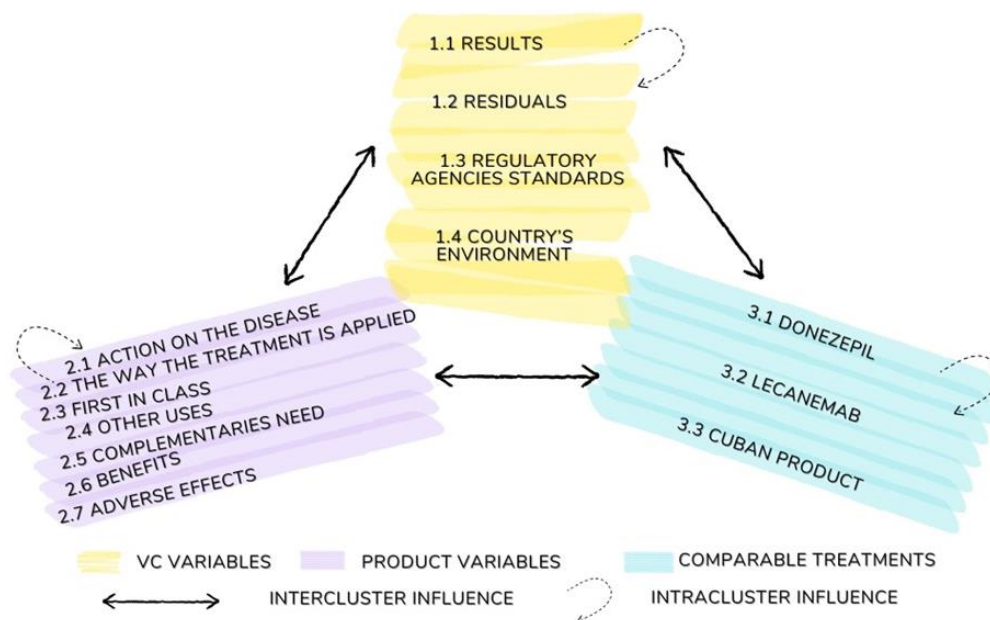 1.1 RESULTS
1.2 RESIDUALS
1.3 REGULATORY
AGENCIES STANDARDS
1.4 COUNTRY'S
ENVIRONMENT
2.1 ACTION ON THE DISEASE
2.2 THE WAY THE TREATMENT IS APPLIED
2.3 FIRST IN CLASS
2.4 OTHER USES
2.5 COMPLEMENTARIES NEED
2.6 BENEFITS
2.7 ADVERSE EFFECTS
3.1 DONEZEPIL
3.2 LECANEMAB
3.3 CUBAN PRODUCT
VC VARIABLES
PRODUCT VARIABLES
COMPARABLE TREATMENTS
INTERCLUSTER INFLUENCE
INTRACLUSTER INFLUENCE